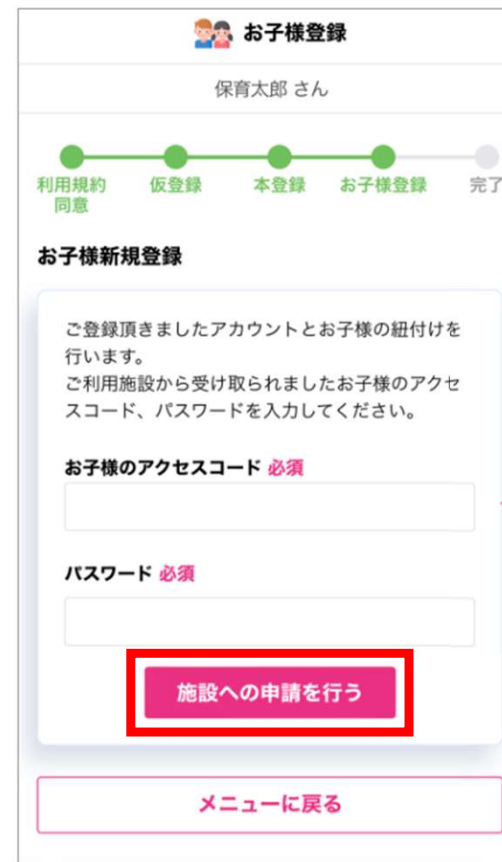 お子様登録
保育太郎 さん
利用規約
同意
仮登録
本登録
お子様登録
完了
お子様新規登録
ご登録頂きましたアカウントとお子様の紐付けを
行います。
ご利用施設から受け取られましたお子様のアクセ
スコード、パスワードを入力してください。
お子様のアクセスコード 必須
パスワード 必須
施設への申請を行う
メニューに戻る